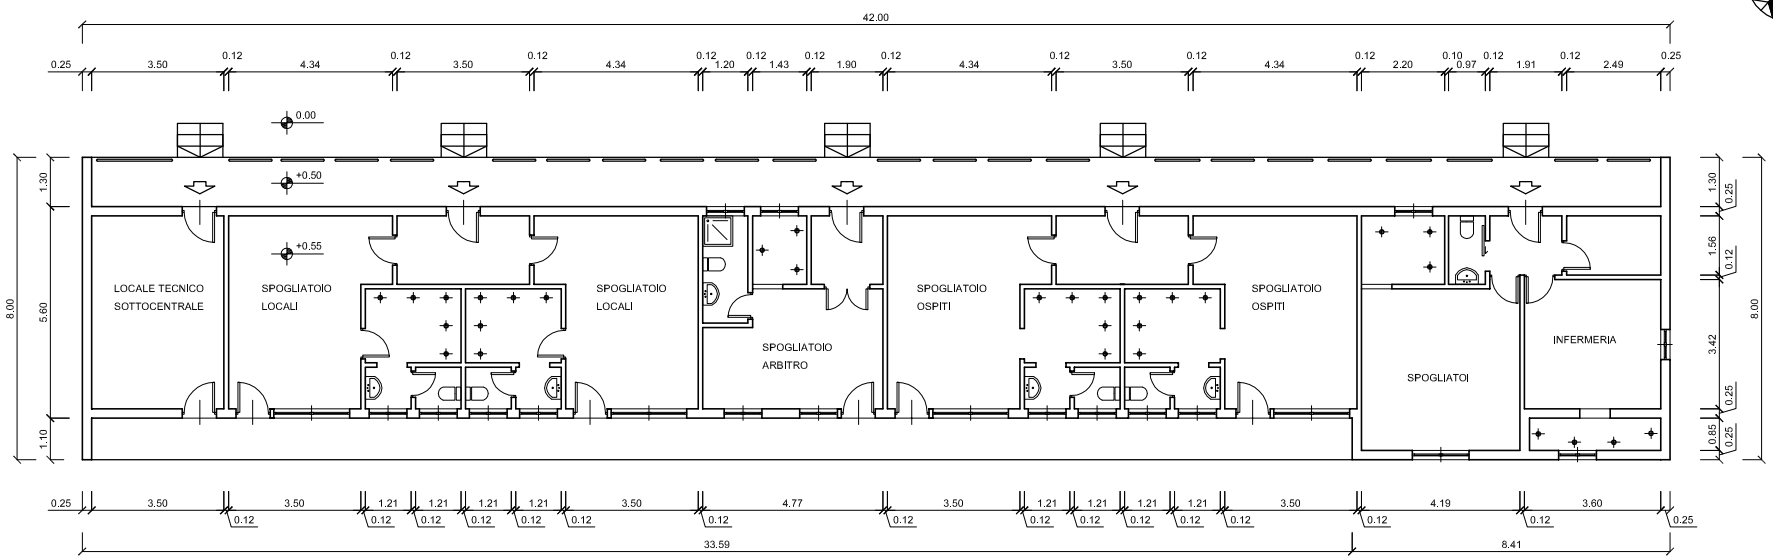 42.00
0.12 0.12 0.12 0.12 0.12 0.12 0.12 0.12 0.12 0.12 0.10 0.12 0.12 0.25
0.25 3.50 4.34 3.50 4.34 1.20 1.43 1.90 4.34 3.50 4.34 2.20 0.97 1.91 2.49
0.00
+0.50
+0.55
1.30
5.60
1.10
8.00
LOCALE TECNICO
SOTTOCENTRALE
SPOGLIATOIO
LOCALI
SPOGLIATOIO
LOCALI
SPOGLIATOIO
ARBITRO
SPOGLIATOIO
OSPITI
SPOGLIATOIO
OSPITI
SPOGLIATOI
INFERMERIA
1.30
0.25
1.56
0.12
3.42
0.25
0.85
0.25
8.00
0.25 3.50 3.50 1.21 1.21 1.21 1.21 3.50 4.77 3.50 1.21 1.21 1.21 1.21 3.50 4.19 3.60
0.12 0.12 0.12 0.12 0.12 0.12 0.12 0.12 0.12 0.12 0.12 0.12 0.12 0.12 0.12 0.25
33.59 8.41